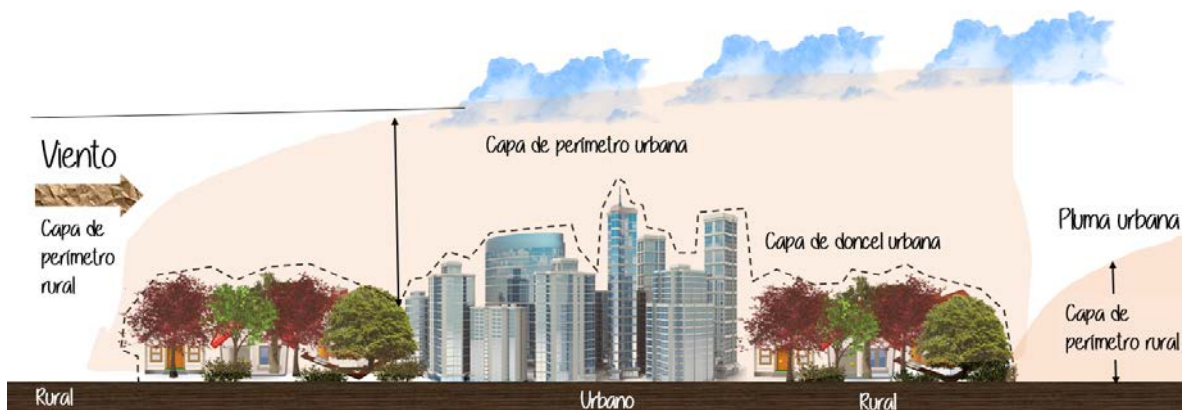 Viento
Capa de
perímetro
rural
Capa de perímetro urbana
Capa de doncel urbana
Pluma urbana
Capa de
perímetro rural
Rural
Urbano
Rural